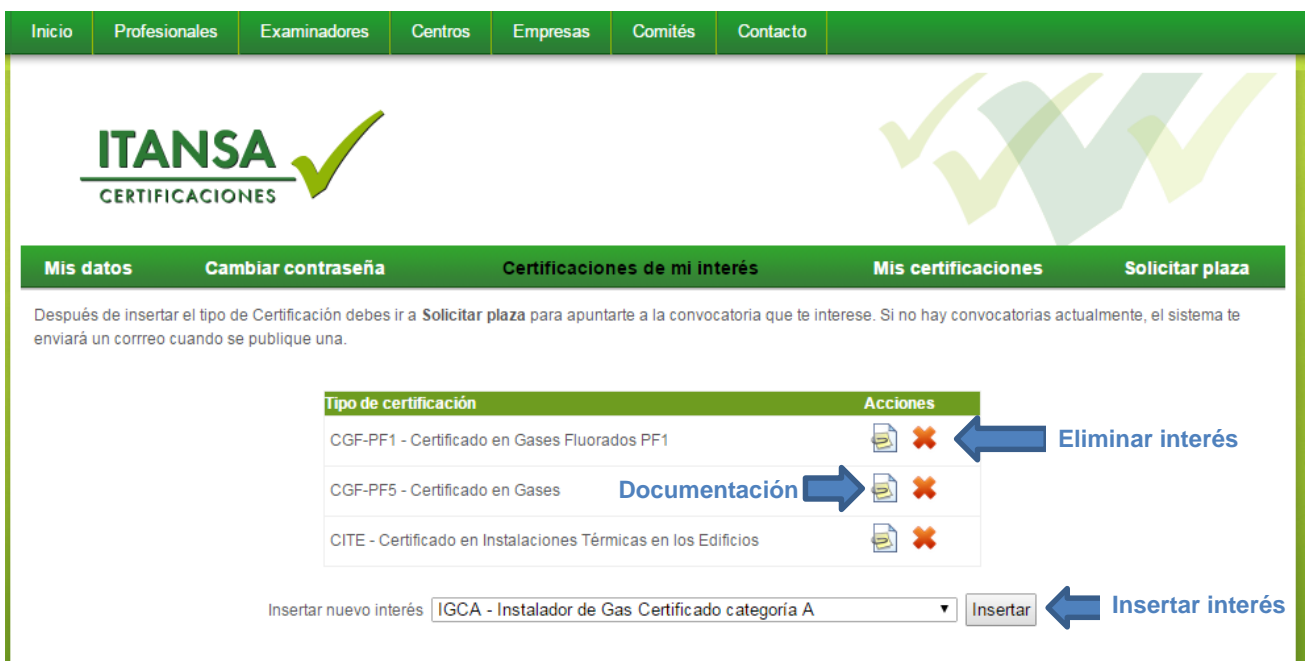 Inicio Profesionales Examinadores Centros Empresas Comités Contacto
ITANSA
CERTIFICACIONES
Mis datos Cambiar contraseña Certificaciones de mi interés Mis certificaciones Solicitar plaza
Después de insertar el tipo de Certificación debes ir a Solicitar plaza para apuntarte a la convocatoria que te interese. Si no hay convocatorias actualmente, el sistema te
enviará un corrreo cuando se publique una.
Tipo de certificación Acciones
CGF-PF1 - Certificado en Gases Fluorados PF1 Eliminar interés
CGF-PF5 - Certificado en Gases Documentación
CITE - Certificado en Instalaciones Térmicas en los Edificios
Insertar nuevo interés IGCA - Instalador de Gas Certificado categoría A Insertar Insertar interés